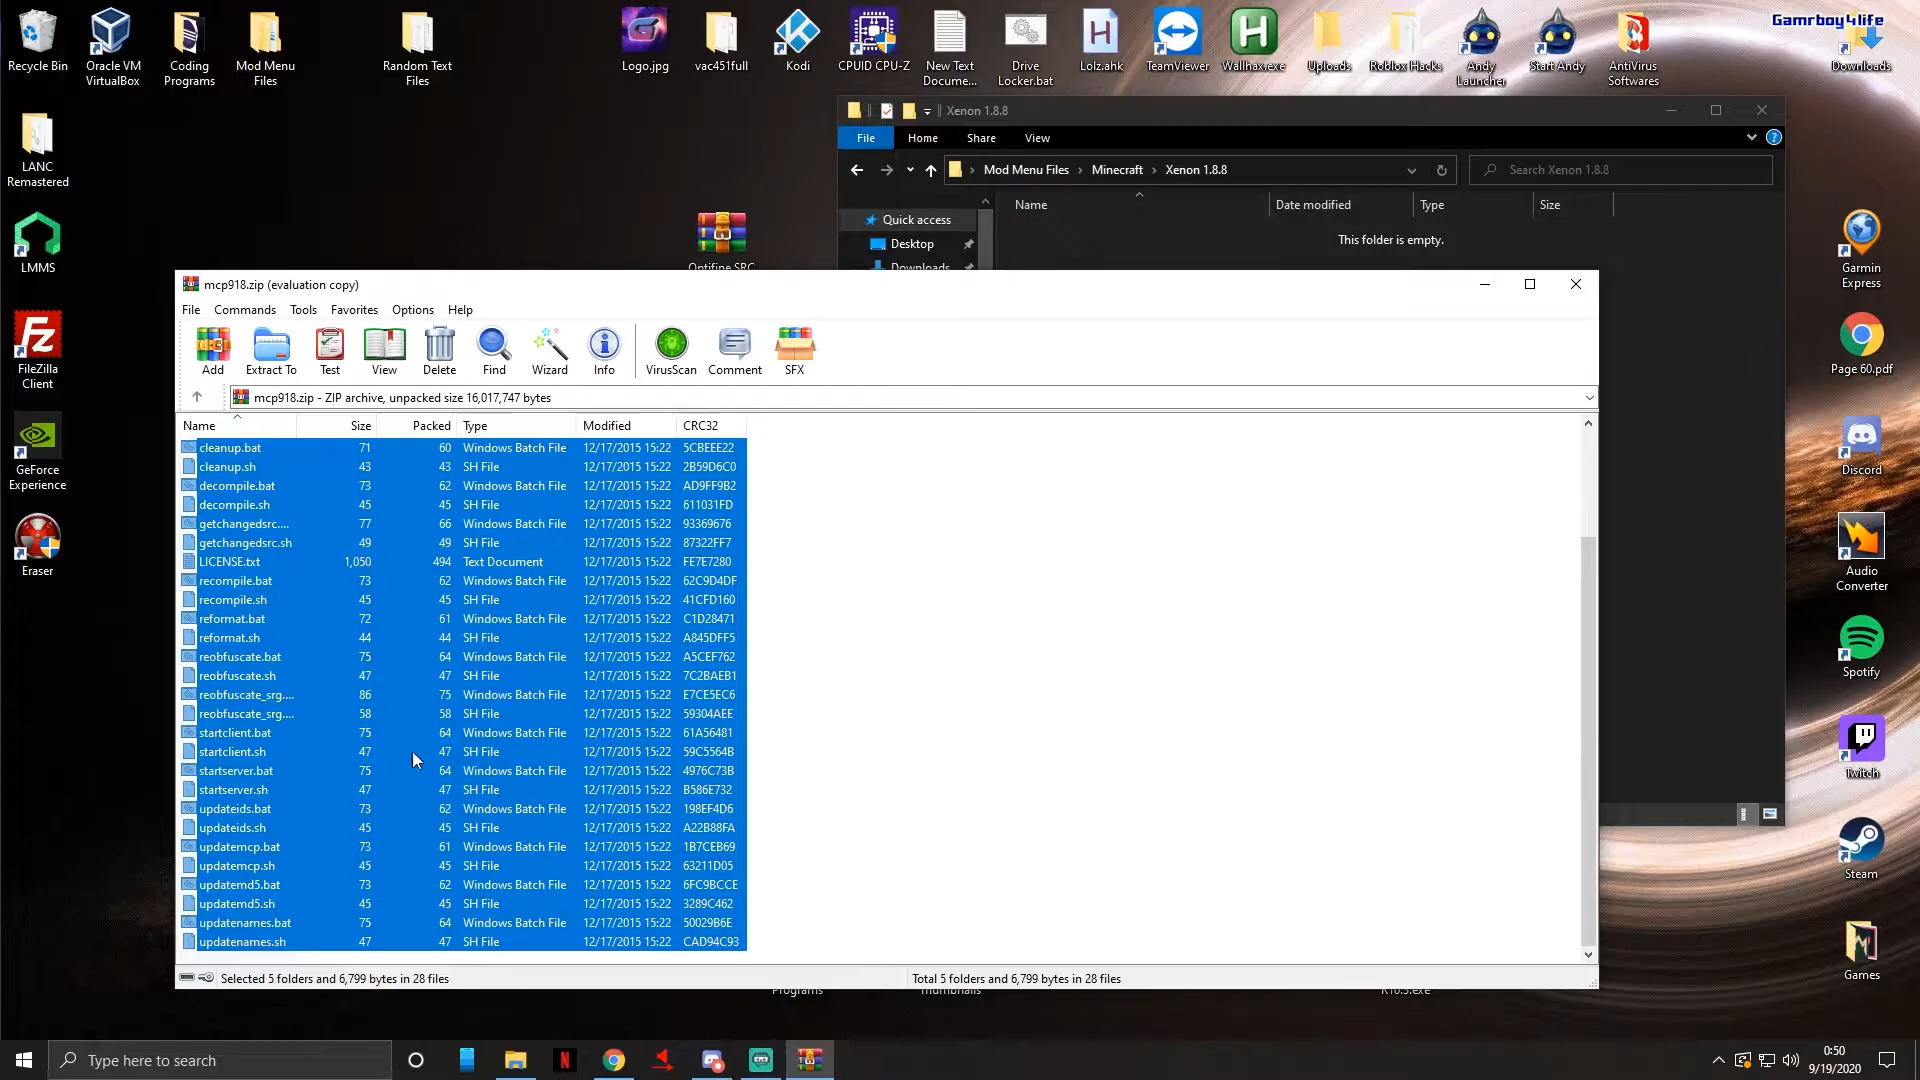 Recycle Bin
Oracle VM
VirtualBox
Coding
Programs
Mod Menu
Files
Random Text
Files
Logo.jpg
vac451full
Kodi
CPUID CPU-Z
New Text
Docume...
Drive
Locker.bat
Lolz.ahk
TeamViewer
Wallhax.exe
Uploads
Roblox Hacks
Andy
Launcher
Start Andy
AntiVirus
Softwares
Gamrboy4life
Downloads
LANC
Remastered
LMMS
FileZilla
Client
GeForce
Experience
Eraser
Optifine SRC
Xenon 1.8.8
File Home Share View
Mod Menu Files > Minecraft > Xenon 1.8.8
Search Xenon 1.8.8
Name Date modified Type Size
Quick access
Desktop
Downloads
This folder is empty.
mcp918.zip (evaluation copy)
File Commands Tools Favorites Options Help
Add Extract To Test View Delete Find Wizard Info VirusScan Comment SFX
mcp918.zip - ZIP archive, unpacked size 16,017,747 bytes
Name Size Packed Type Modified CRC32
cleanup.bat 71 60 Windows Batch File 12/17/2015 15:22 5CBEEE22
cleanup.sh 43 43 SH File 12/17/2015 15:22 2B59D6C0
decompile.bat 73 62 Windows Batch File 12/17/2015 15:22 AD9FF9B2
decompile.sh 45 45 SH File 12/17/2015 15:22 611031FD
getchangedsrc.... 77 66 Windows Batch File 12/17/2015 15:22 93369676
getchangedsrc.sh 49 49 SH File 12/17/2015 15:22 87322FF7
LICENSE.txt 1,050 494 Text Document 12/17/2015 15:22 FE7E7280
recompile.bat 73 62 Windows Batch File 12/17/2015 15:22 62C9D4DF
recompile.sh 45 45 SH File 12/17/2015 15:22 41CFD160
reformat.bat 72 61 Windows Batch File 12/17/2015 15:22 C1D28471
reformat.sh 44 44 SH File 12/17/2015 15:22 A845DFF5
reobfuscate.bat 75 64 Windows Batch File 12/17/2015 15:22 A5CEF762
reobfuscate.sh 47 47 SH File 12/17/2015 15:22 7C2BAEB1
reobfuscate_srg.... 86 75 Windows Batch File 12/17/2015 15:22 E7CE5EC6
reobfuscate_srg.... 58 58 SH File 12/17/2015 15:22 59304AEE
startclient.bat 75 64 Windows Batch File 12/17/2015 15:22 61A56481
startclient.sh 47 47 SH File 12/17/2015 15:22 59C5564B
startserver.bat 75 64 Windows Batch File 12/17/2015 15:22 4976C73B
startserver.sh 47 47 SH File 12/17/2015 15:22 B586E732
updateids.bat 73 62 Windows Batch File 12/17/2015 15:22 198EF4D6
updateids.sh 45 45 SH File 12/17/2015 15:22 A22B88FA
updatemcp.bat 73 61 Windows Batch File 12/17/2015 15:22 1B7CEB69
updatemcp.sh 45 45 SH File 12/17/2015 15:22 63211D05
updatemd5.bat 73 62 Windows Batch File 12/17/2015 15:22 6FC9BCCE
updatemd5.sh 45 45 SH File 12/17/2015 15:22 3289C462
updatenames.bat 75 64 Windows Batch File 12/17/2015 15:22 50029B6E
updatenames.sh 47 47 SH File 12/17/2015 15:22 CAD94C93
Selected 5 folders and 6,799 bytes in 28 files
Total 5 folders and 6,799 bytes in 28 files
Programs
Thumbnails
Garmin
Express
Page 60.pdf
Discord
Audio
Converter
Spotify
Twitch
Steam
Games
Type here to search
0:50
9/19/2020